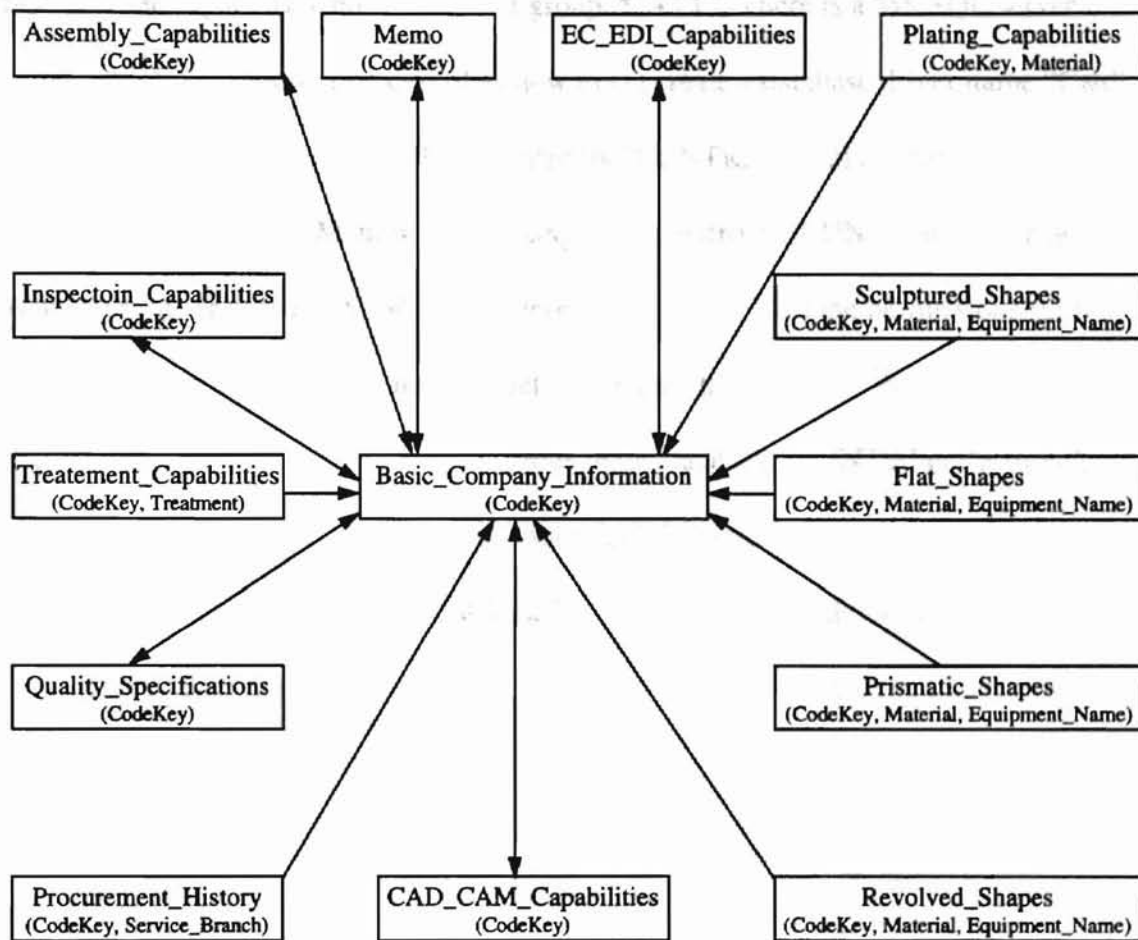 Assembly_Capabilities
(CodeKey)
Memo
(CodeKey)
EC_EDI_Capabilities
(CodeKey)
Plating_Capabilities
(CodeKey, Material)
Inspectoin_Capabilities
(CodeKey)
Sculptured_Shapes
(CodeKey, Material, Equipment_Name)
Treatement_Capabilities
(CodeKey, Treatment)
Basic_Company_Information
(CodeKey)
Flat_Shapes
(CodeKey, Material, Equipment_Name)
Quality_Specifications
(CodeKey)
Prismatic_Shapes
(CodeKey, Material, Equipment_Name)
Procurement_History
(CodeKey, Service_Branch)
CAD_CAM_Capabilities
(CodeKey)
Revolved_Shapes
(CodeKey, Material, Equipment_Name)